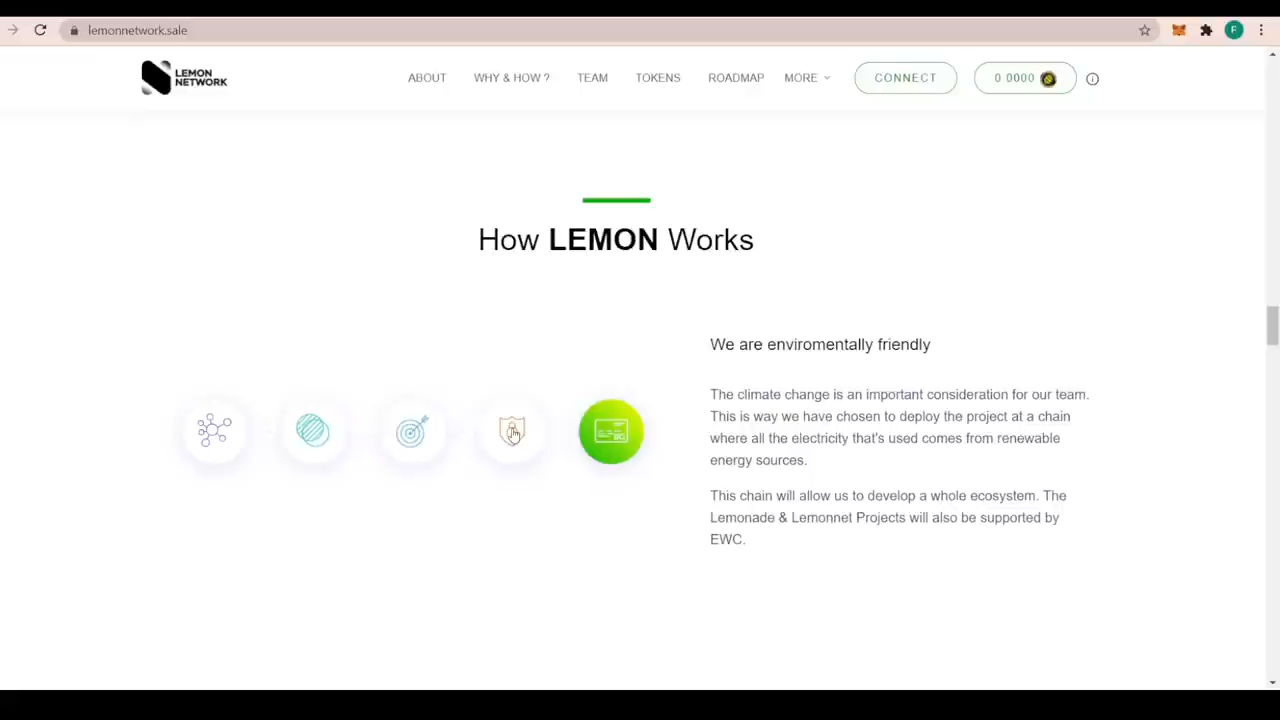 lemonnetwork.sale
F
LEMON
NETWORK
ABOUT
WHY & HOW ?
TEAM
TOKENS
ROADMAP
MORE
CONNECT
0 0000
How LEMON Works
We are enviromentally friendly
The climate change is an important consideration for our team.
This is way we have chosen to deploy the project at a chain
where all the electricity that's used comes from renewable
energy sources.
This chain will allow us to develop a whole ecosystem. The
Lemonade & Lemonnet Projects will also be supported by
EWC.